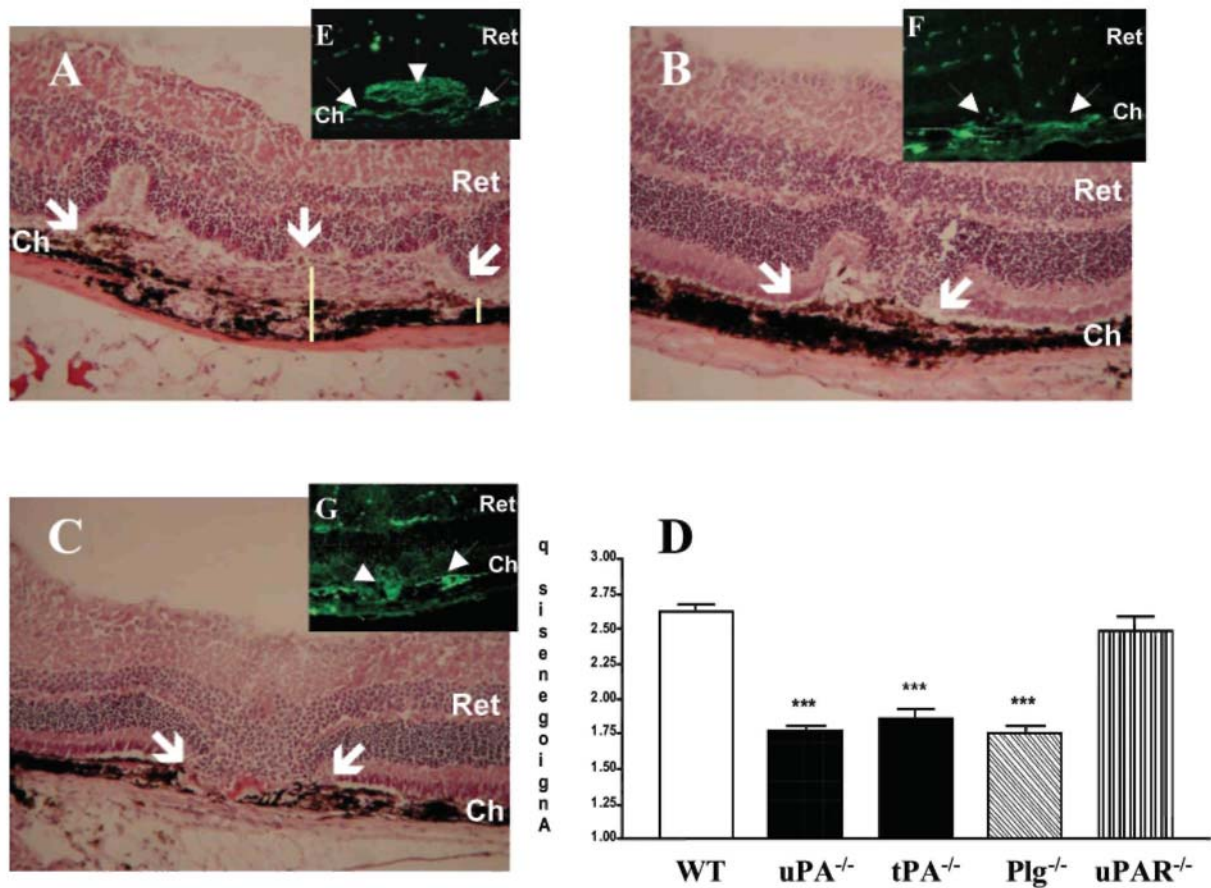 A
E
Ret
Ch
Ret
Ch
B
F
Ret
Ch
Ret
Ch
C
G
Ret
Ch
Ret
Ch
D
Angiogenesis q
3.00
2.75
2.50
2.25
2.00
1.75
1.50
1.25
1.00
***
***
***
WT
uPA-/-
tPA-/-
Plg-/-
uPAR-/-